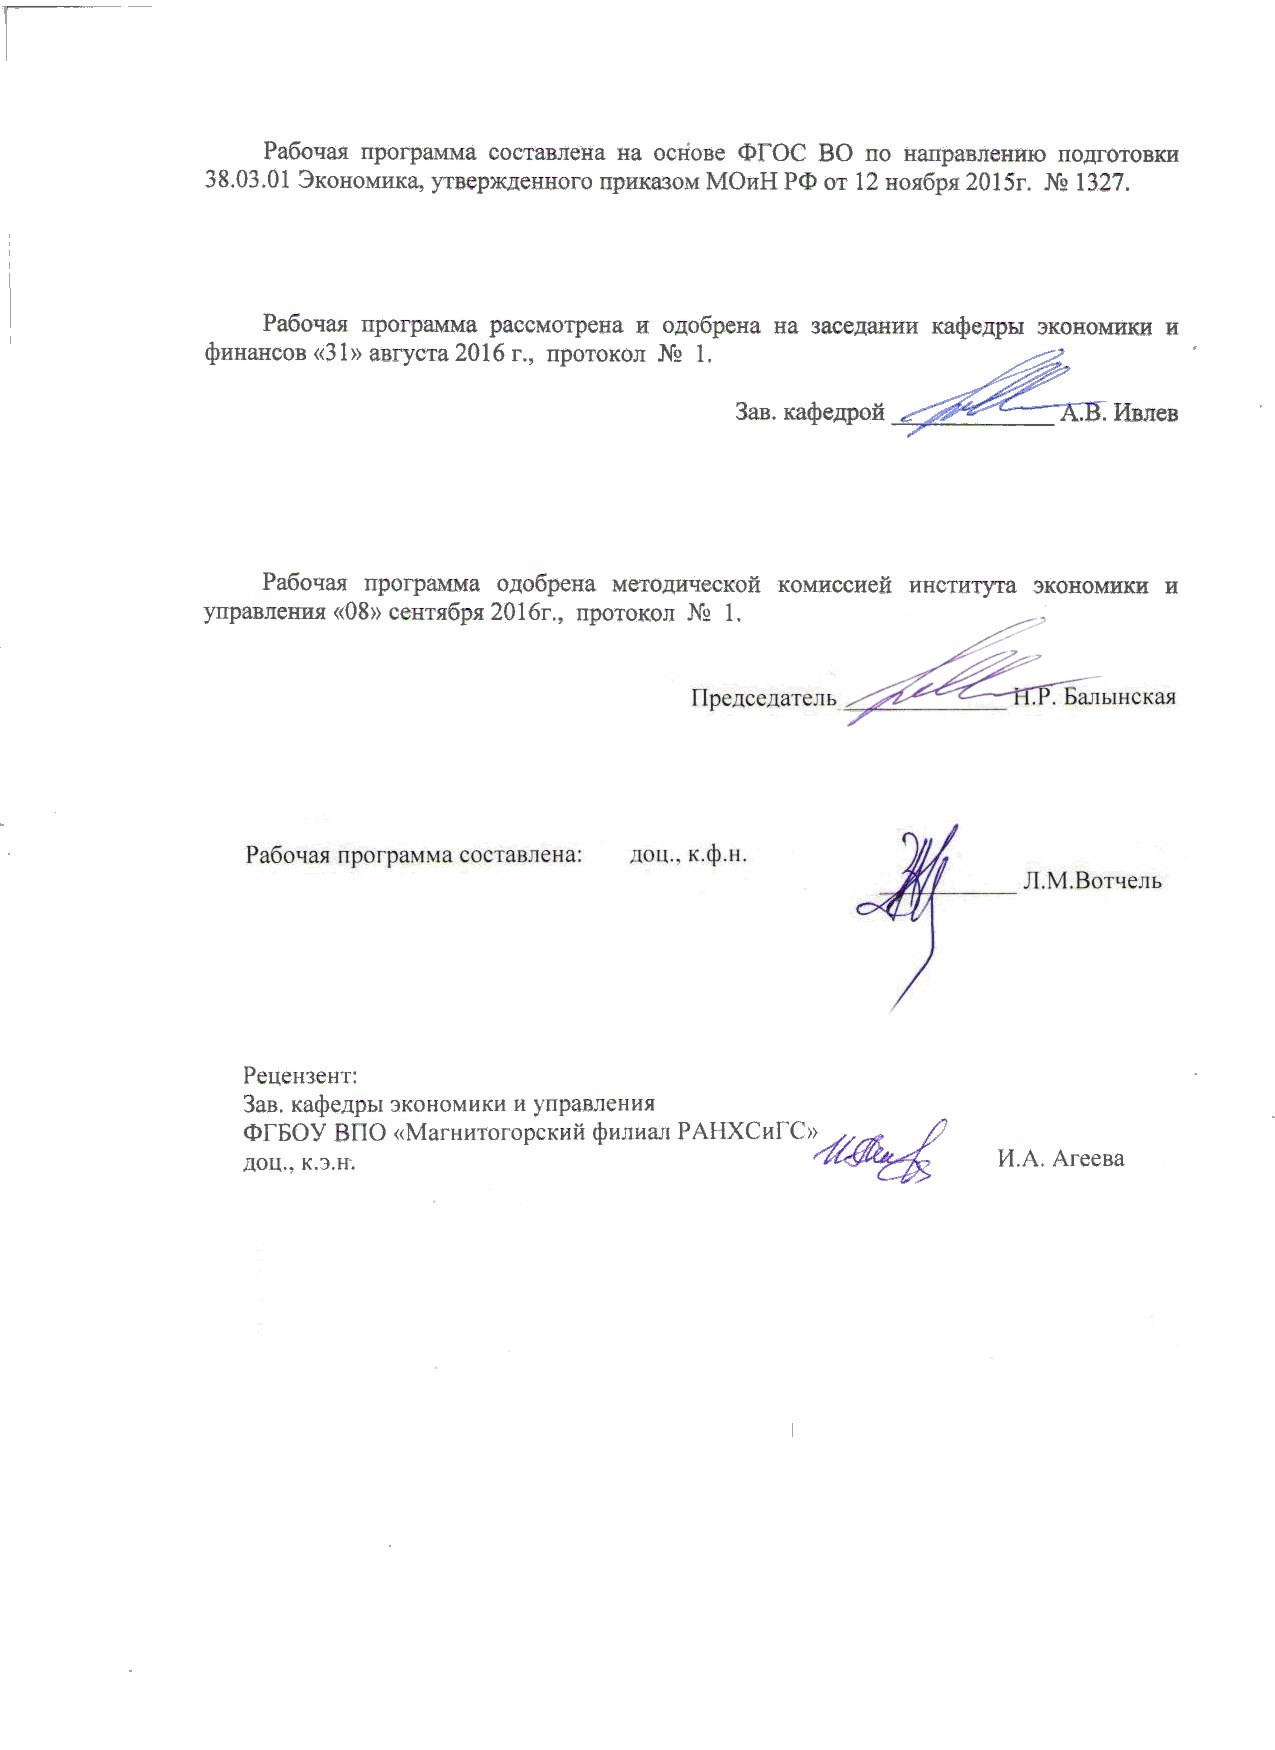 Рабочая программа составлена на основе ФГОС ВО по направлению подготовки
38.03.01 Экономика, утвержденного приказом МОиН РФ от 12 ноября 2015г. № 1327.
Рабочая программа рассмотрена и одобрена на заседании кафедры экономики и
финансов «31» августа 2016 г., протокол № 1.
Зав. кафедрой _____________ А.В. Ивлев
Рабочая программа одобрена методической комиссией института экономики и
управления «08» сентября 2016г., протокол № 1.
Председатель _____________ Н.Р. Балынская
Рабочая программа составлена: доц., к.ф.н.
___________ Л.М.Вотчель
Рецензент:
Зав. кафедры экономики и управления
ФГБОУ ВПО «Магнитогорский филиал РАНХСиГС»
доц., к.э.н. И.А. Агеева